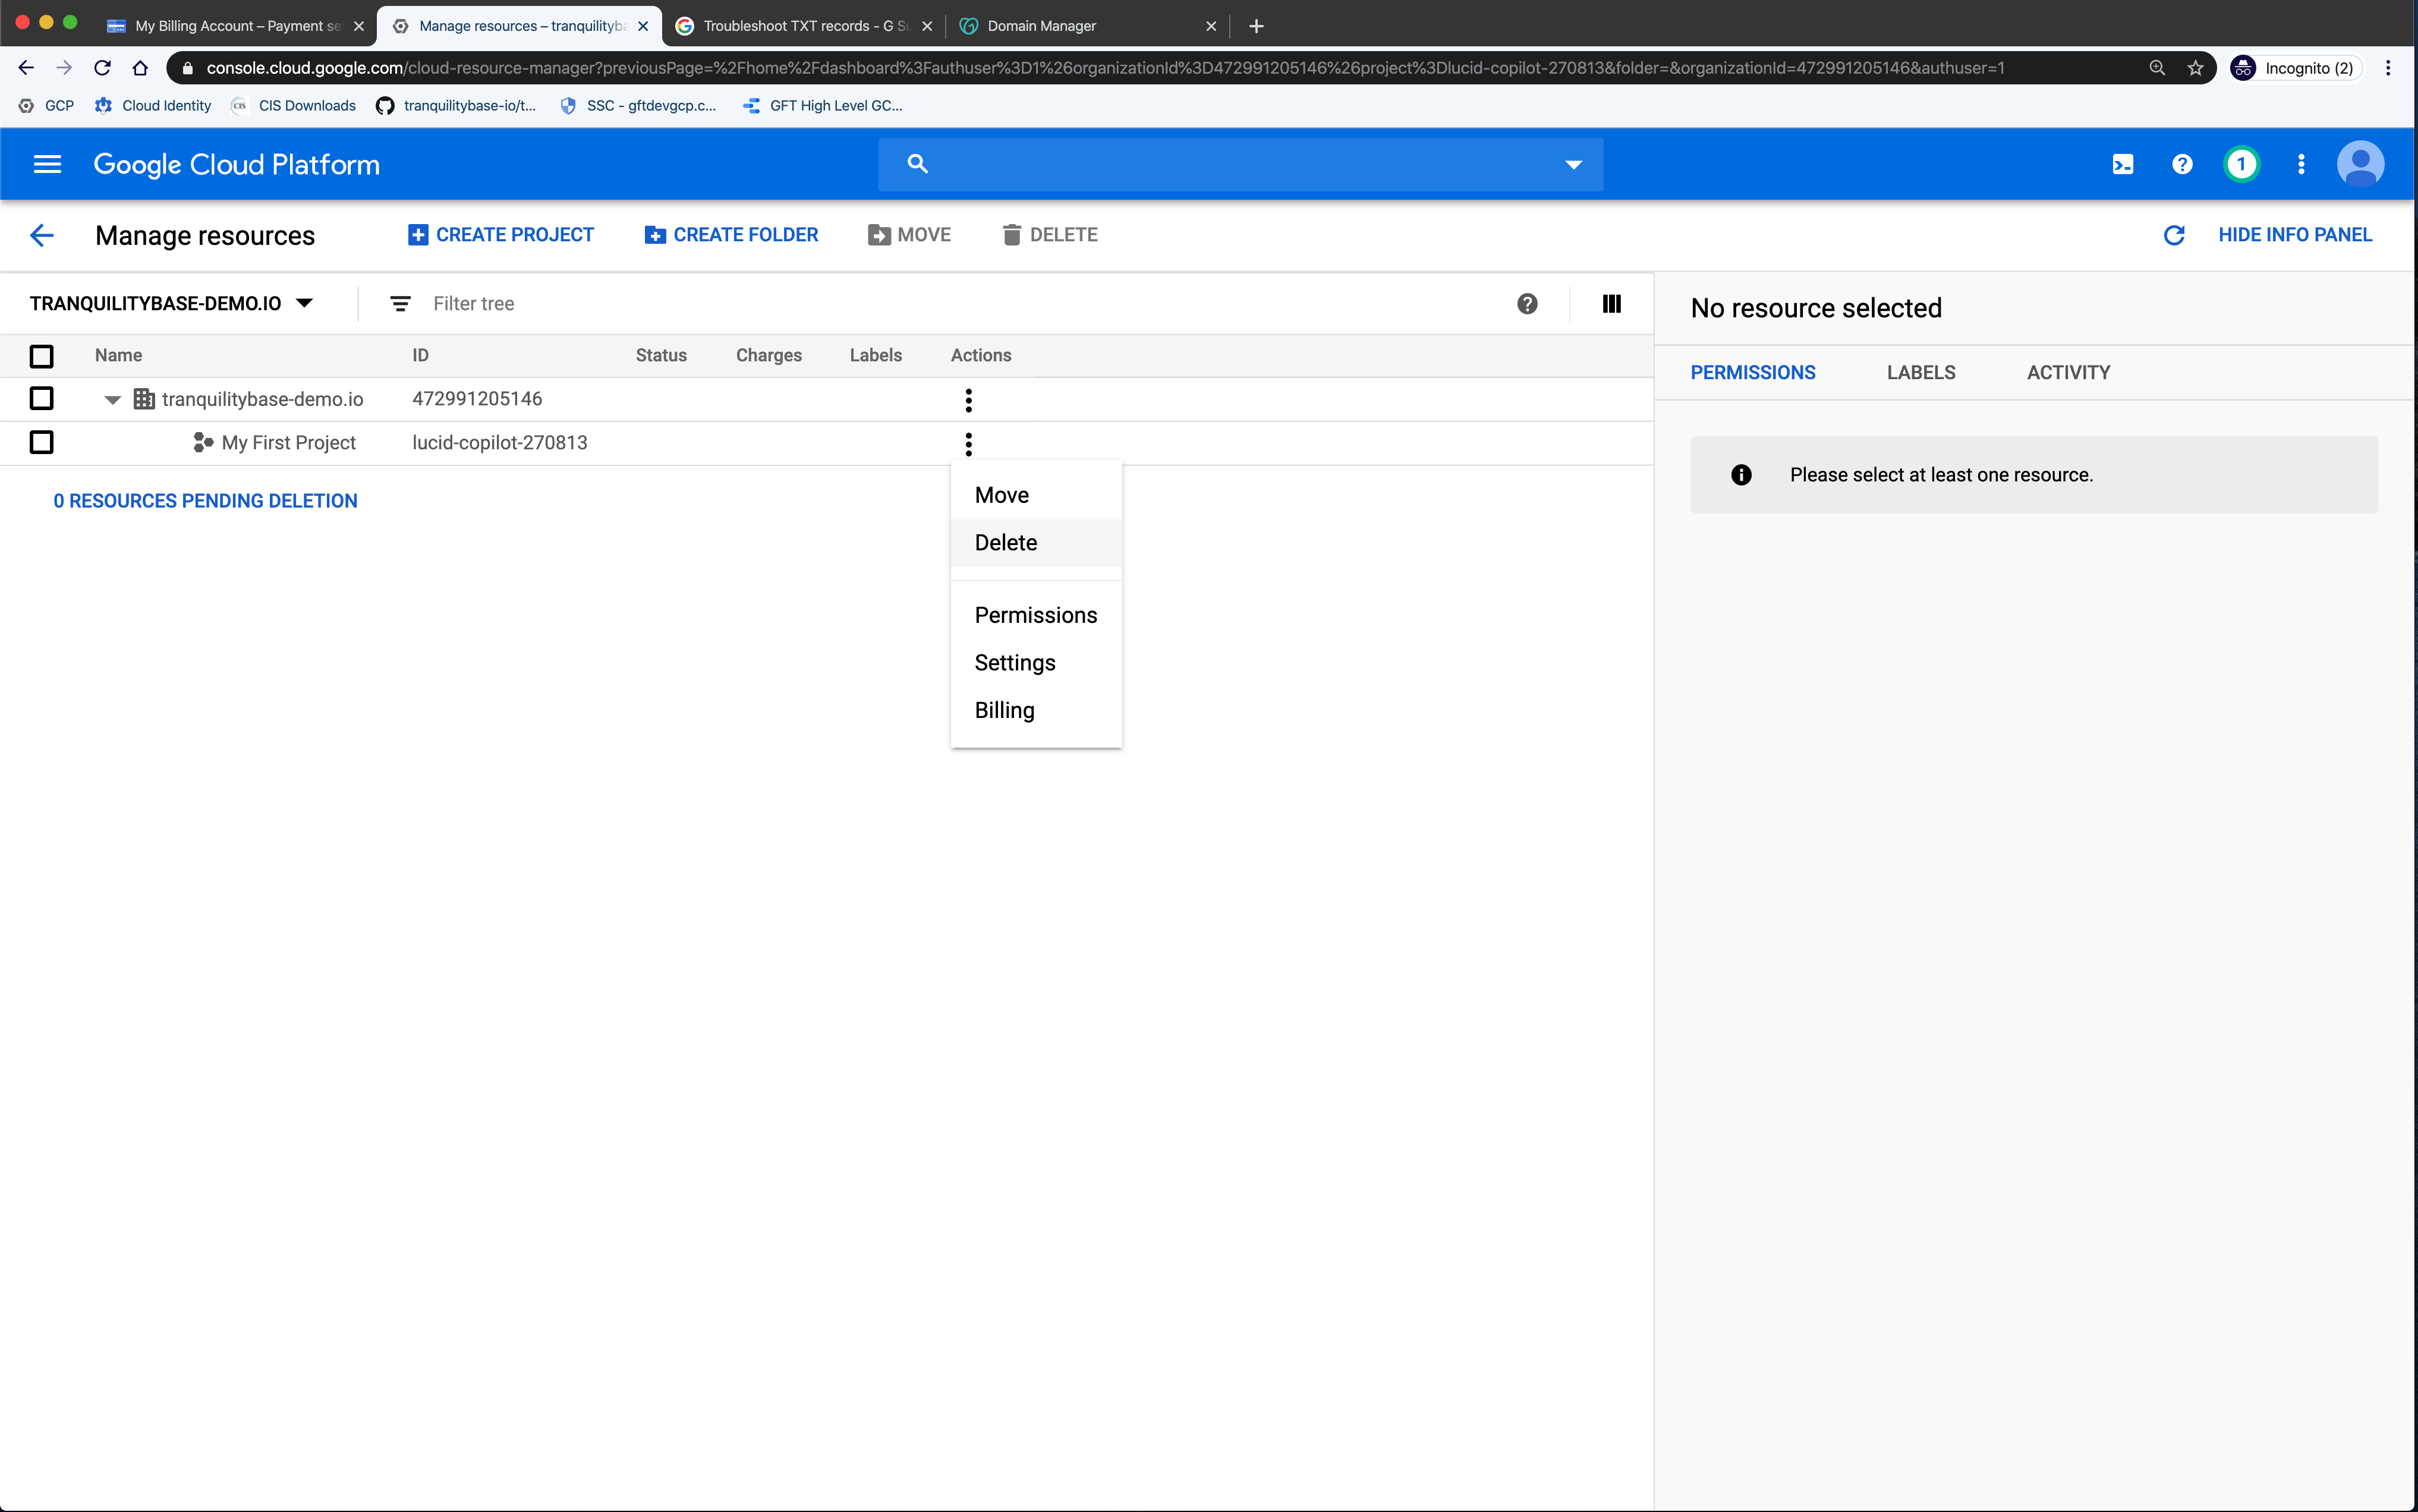 My Billing Account – Payment se
Manage resources – tranquilityba
Troubleshoot TXT records - G Su
Domain Manager
console.cloud.google.com/cloud-resource-manager?previousPage=%2Fhome%2Fdashboard%3Fauthuser%3D1%26organizationId%3D472991205146%26project%3Dlucid-copilot-270813&folder=&organizationId=472991205146&authuser=1
Incognito (2)
GCP
Cloud Identity
CIS
CIS Downloads
tranquilitybase-io/t...
SSC - gftdevgcp.c...
GFT High Level GC...
Google Cloud Platform
1
Manage resources
CREATE PROJECT
CREATE FOLDER
MOVE
DELETE
HIDE INFO PANEL
TRANQUILITYBASE-DEMO.IO
Filter tree
Name ID Status Charges Labels Actions
tranquilitybase-demo.io 472991205146
My First Project lucid-copilot-270813
0 RESOURCES PENDING DELETION
Move
Delete
Permissions
Settings
Billing
No resource selected
PERMISSIONS LABELS ACTIVITY
Please select at least one resource.